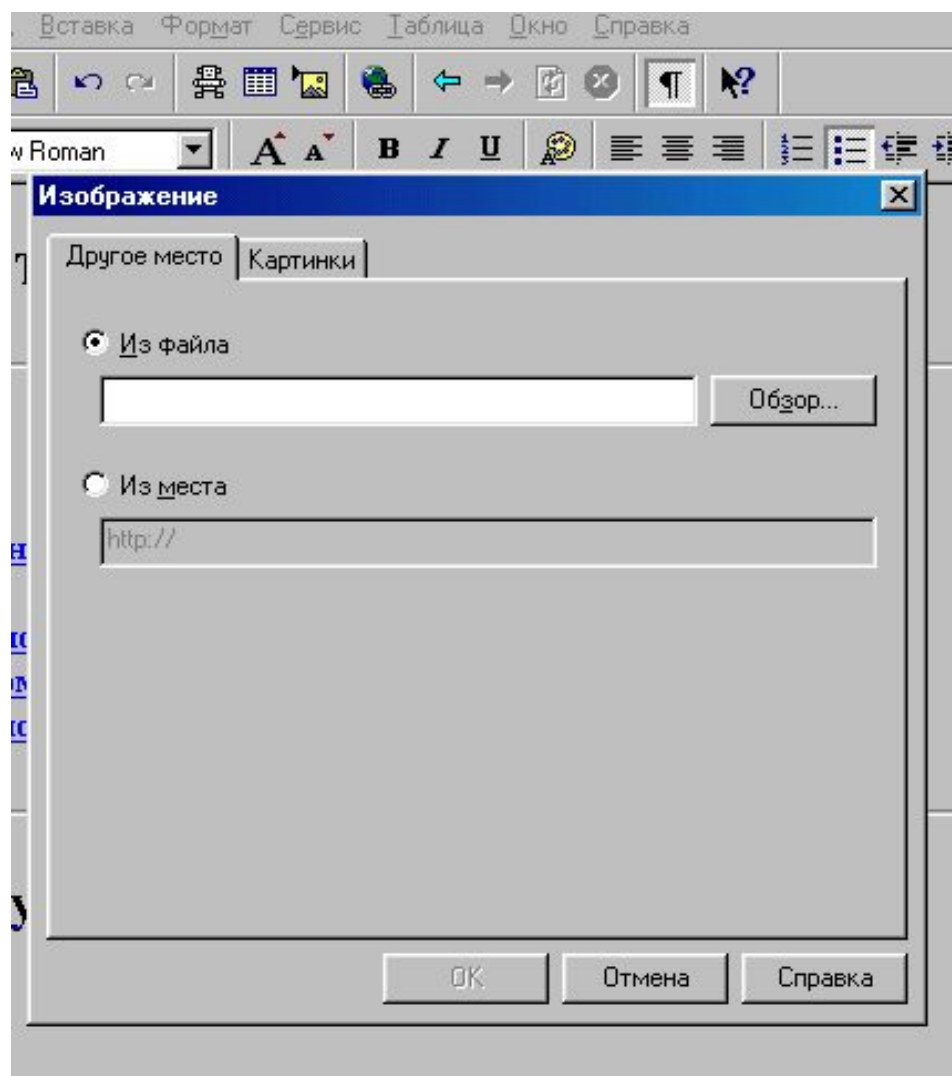 Вставка Формат Сервис Таблица Окно Справка
w Roman
B I U
Изображение
Другое место Картинки
Из файла
Обзор...
Из места
http://
OK Отмена Справка